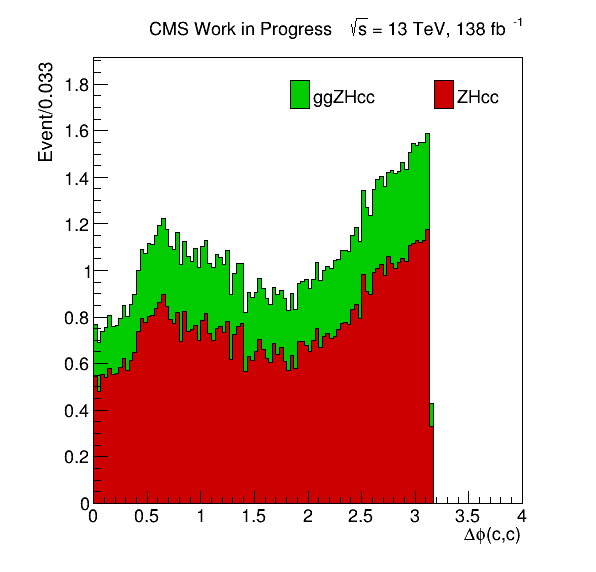 CMS Work in Progress √s = 13 TeV, 138 fb⁻¹
Event/0.033
ggZHcc ZHcc
1.8
1.6
1.4
1.2
1
0.8
0.6
0.4
0.2
0
0 0.5 1 1.5 2 2.5 3 3.5 4
Δϕ(c,c)